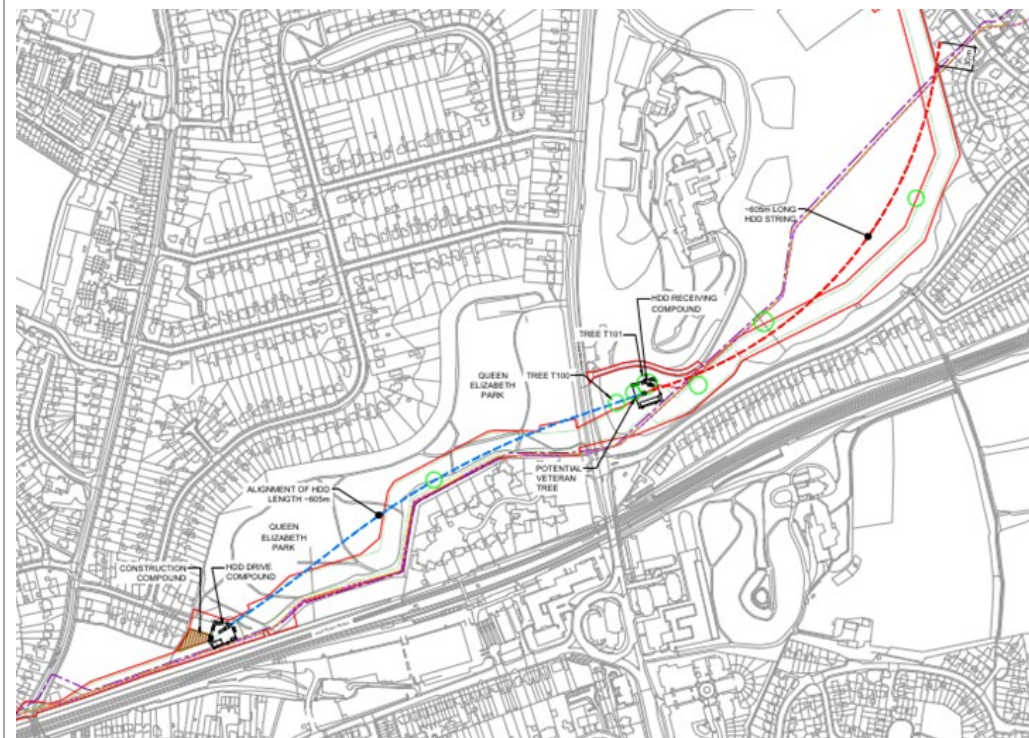 ~605m LONG
HDD STRING
HDD RECEIVING
COMPOUND
TREE T101
QUEEN
ELIZABETH
PARK
TREE T100
POTENTIAL
VETERAN
TREE
ALIGNMENT OF HDD
LENGTH ~605m
QUEEN
ELIZABETH
PARK
CONSTRUCTION
COMPOUND
HDD DRIVE
COMPOUND